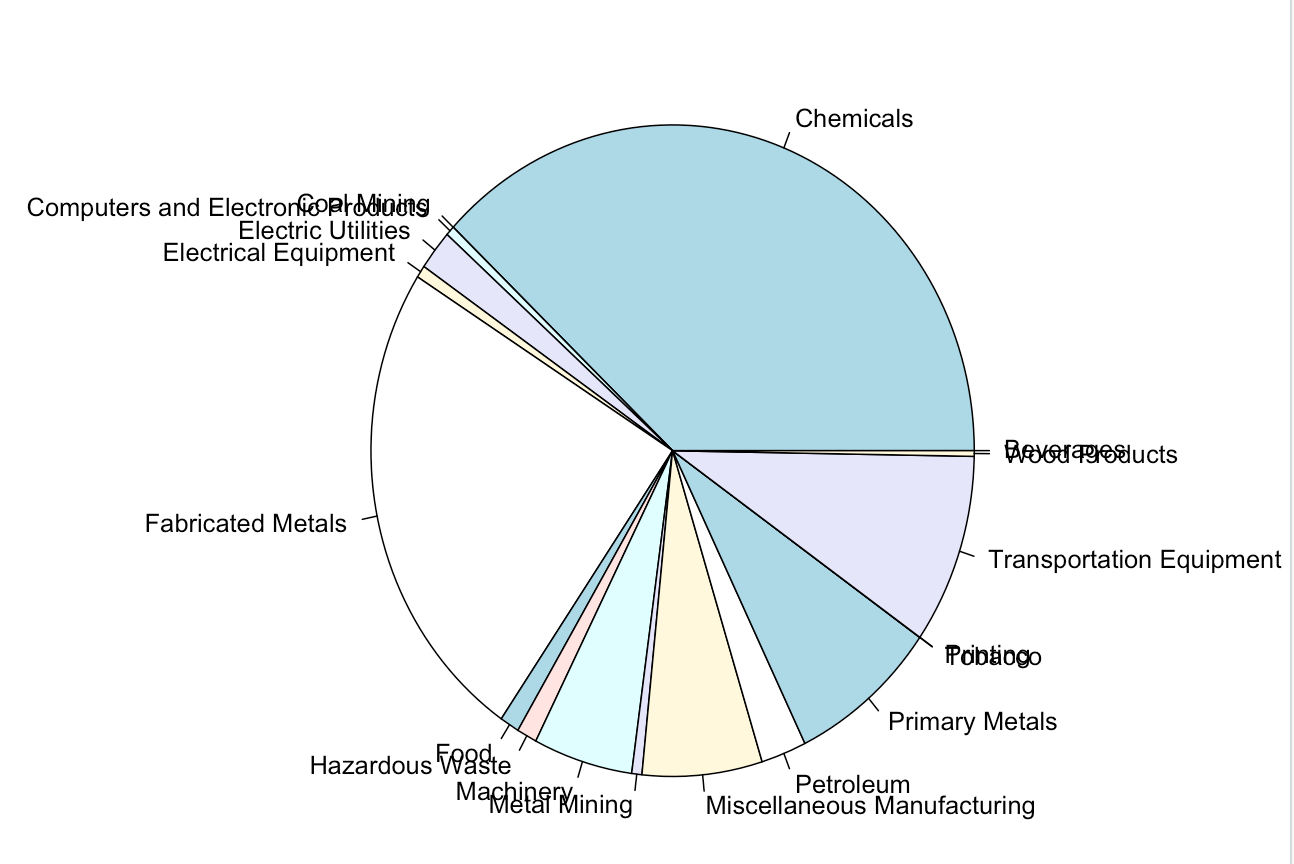 Chemicals
Coal Mining
Computers and Electronic Products
Electric Utilities
Electrical Equipment
Beverages
Wood Products
Fabricated Metals
Transportation Equipment
Printing
Tobacco
Primary Metals
Food
Hazardous Waste
Petroleum
Machinery
Metal Mining
Miscellaneous Manufacturing